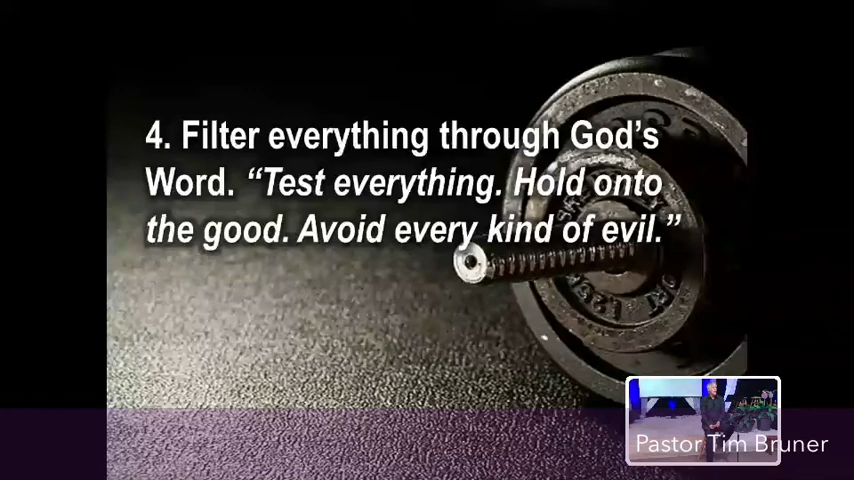 4. Filter everything through God's
Word. “Test everything. Hold onto
the good. Avoid every kind of evil.”
Pastor Tim Bruner